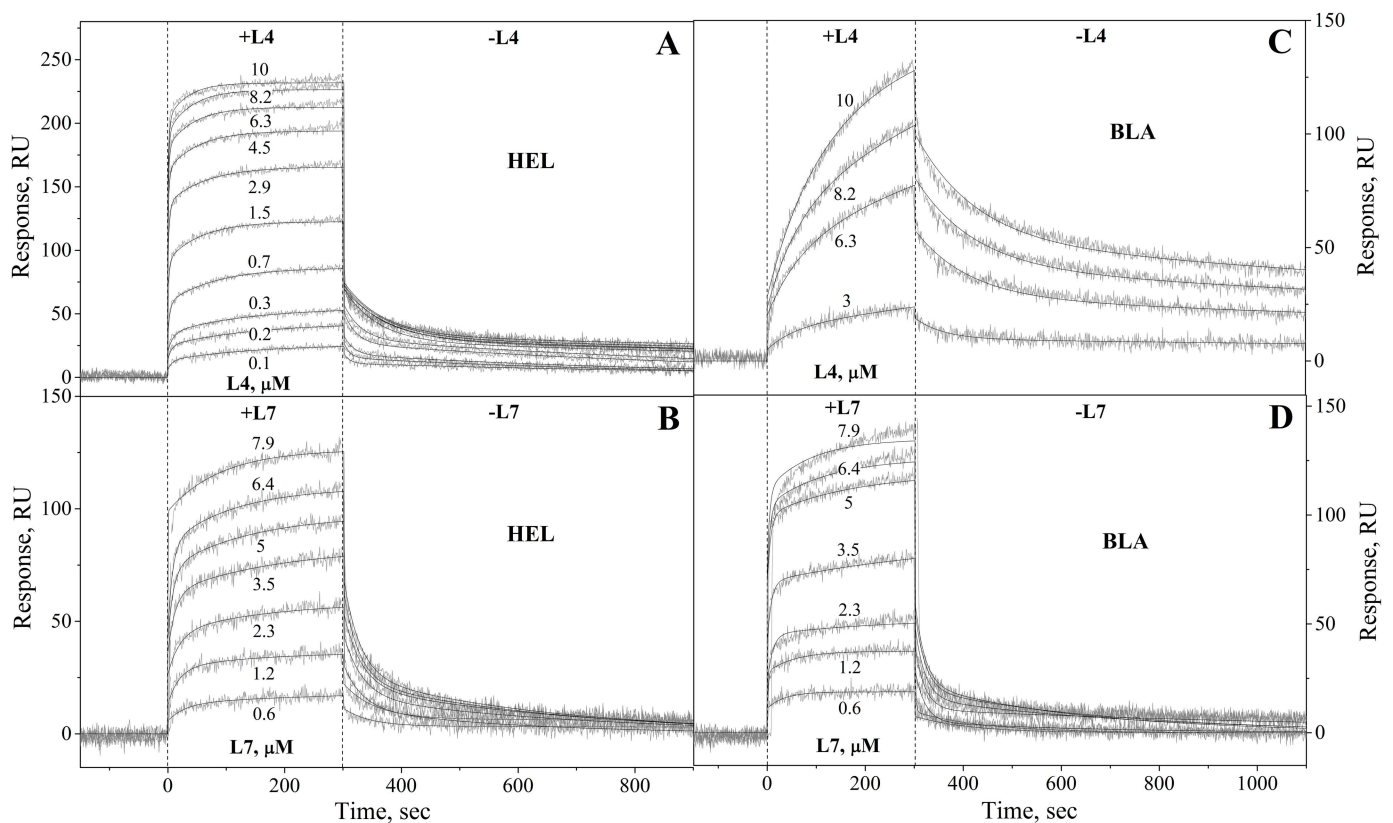 +L4
-L4
A
250
200
150
100
50
0
Response, RU
10
8.2
6.3
4.5
2.9
1.5
0.7
0.3
0.2
0.1
HEL
L4, µM
+L4
-L4
C
150
100
50
0
Response, RU
10
8.2
6.3
3
BLA
L4, µM
+L7
-L7
B
150
100
50
0
Response, RU
7.9
6.4
5
3.5
2.3
1.2
0.6
HEL
L7, µM
0
200
400
600
800
Time, sec
+L7
-L7
D
150
100
50
0
Response, RU
7.9
6.4
5
3.5
2.3
1.2
0.6
BLA
L7, µM
0
200
400
600
800
1000
Time, sec